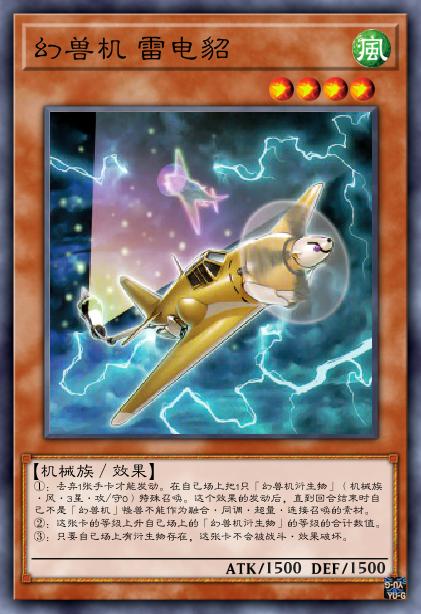 幻兽机 雷电貂
風
【机械族／效果】
①：丢弃1张手卡才能发动。在自己场上把1只「幻兽机衍生物」（机械族
·风·3星·攻/守0）特殊召唤。这个效果的发动后，直到回合结束时自
己不是「幻兽机」怪兽不能作为融合·同调·超量·连接召唤的素材。
②：这张卡的等级上升自己场上的「幻兽机衍生物」的等级的合计数值。
③：只要自己场上有衍生物存在，这张卡不会被战斗·效果破坏。
ATK/1500 DEF/1500